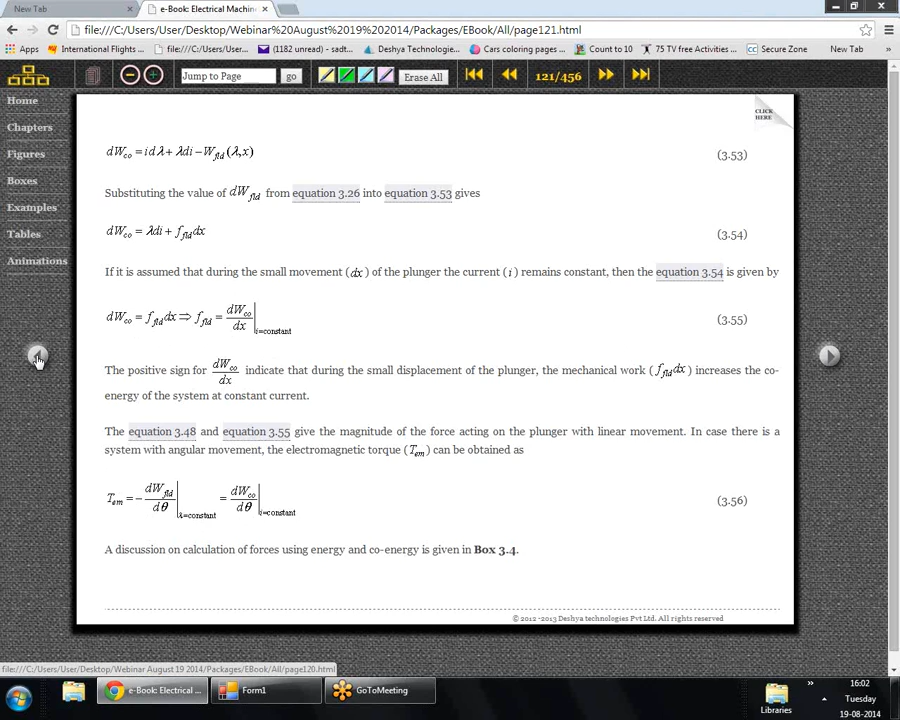 New Tab
e-Book: Electrical Machin
file:///C:/Users/User/Desktop/Webinar%20August%2019%202014/Packages/EBook/All/page121.html
Apps International Flights ... file:///C:/Users/User... (1182 unread) - sadt... Deshya Technologie... Cars coloring pages ... Count to 10 75 TV free Activities ... Secure Zone New Tab
Jump to Page go Erase All 121/456
Home
Chapters
Figures
Boxes
Examples
Tables
Animations
CLICK
HERE
dW_co = idλ + λdi − W_fld(λ,x) (3.53)
Substituting the value of dW_fld from equation 3.26 into equation 3.53 gives
dW_co = λdi + f_fld dx (3.54)
If it is assumed that during the small movement (dx) of the plunger the current (i) remains constant, then the equation 3.54 is given by
dW_co = f_fld dx ⇒ f_fld = dW_co/dx |i=constant (3.55)
The positive sign for dW_co/dx indicate that during the small displacement of the plunger, the mechanical work (f_fld dx) increases the co-
energy of the system at constant current.
The equation 3.48 and equation 3.55 give the magnitude of the force acting on the plunger with linear movement. In case there is a
system with angular movement, the electromagnetic torque (T_em) can be obtained as
T_em = − dW_fld/dθ |λ=constant = dW_co/dθ |i=constant (3.56)
A discussion on calculation of forces using energy and co-energy is given in Box 3.4.
© 2012 -2013 Deshya technologies Pvt Ltd. All rights reserved
file:///C:/Users/User/Desktop/Webinar August 19 2014/Packages/EBook/All/page120.html
e-Book: Electrical ... Form1 GoToMeeting
Libraries
16:02
Tuesday
19-08-2014